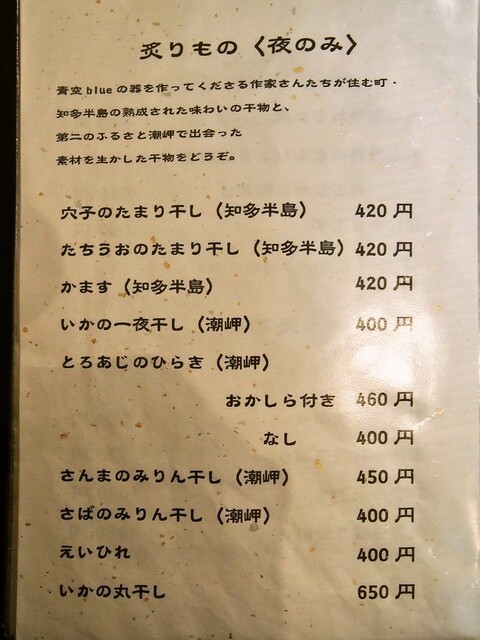 炙りもの〈夜のみ〉
青空blueの器を作ってくださる作家さんたちが住む町・
知多半島の熟成された味わいの干物と、
第二のふるさと潮岬で出会った
素材を生かした干物をどうぞ。
穴子のたまり干し（知多半島） 420円
たちうおのたまり干し（知多半島） 420円
かます（知多半島） 420円
いかの一夜干し（潮岬） 400円
とろあじのひらき（潮岬）
おかしら付き 460円
なし 400円
さんまのみりん干し（潮岬） 450円
さばのみりん干し（潮岬） 400円
えいひれ 400円
いかの丸干し 650円